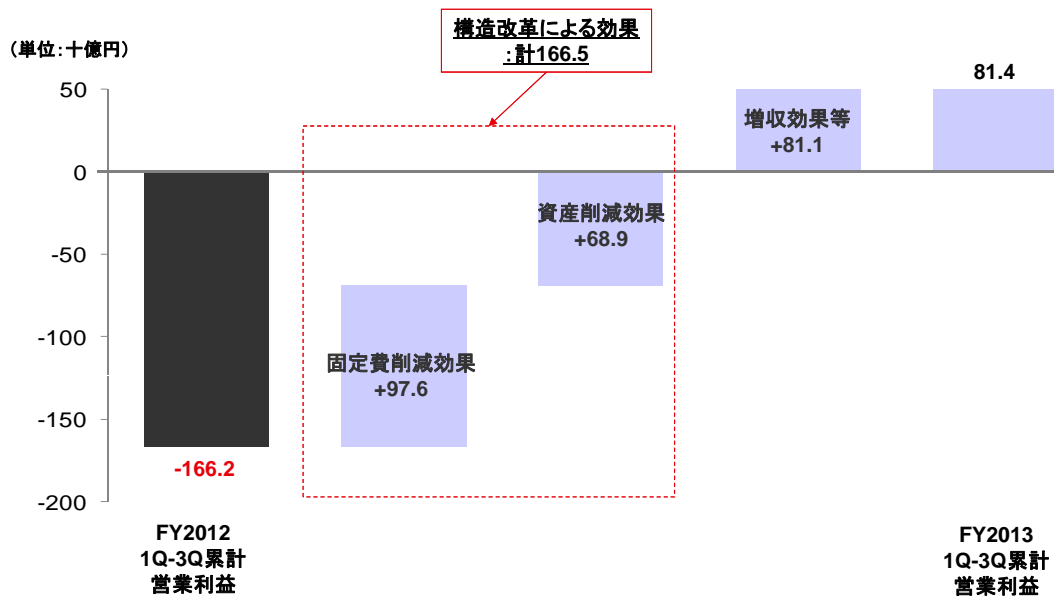 (単位:十億円)
構造改革による効果
:計166.5
81.4
50
0
-50
-100
-150
-200
増収効果等
+81.1
資産削減効果
+68.9
固定費削減効果
+97.6
-166.2
FY2012
1Q-3Q累計
営業利益
FY2013
1Q-3Q累計
営業利益